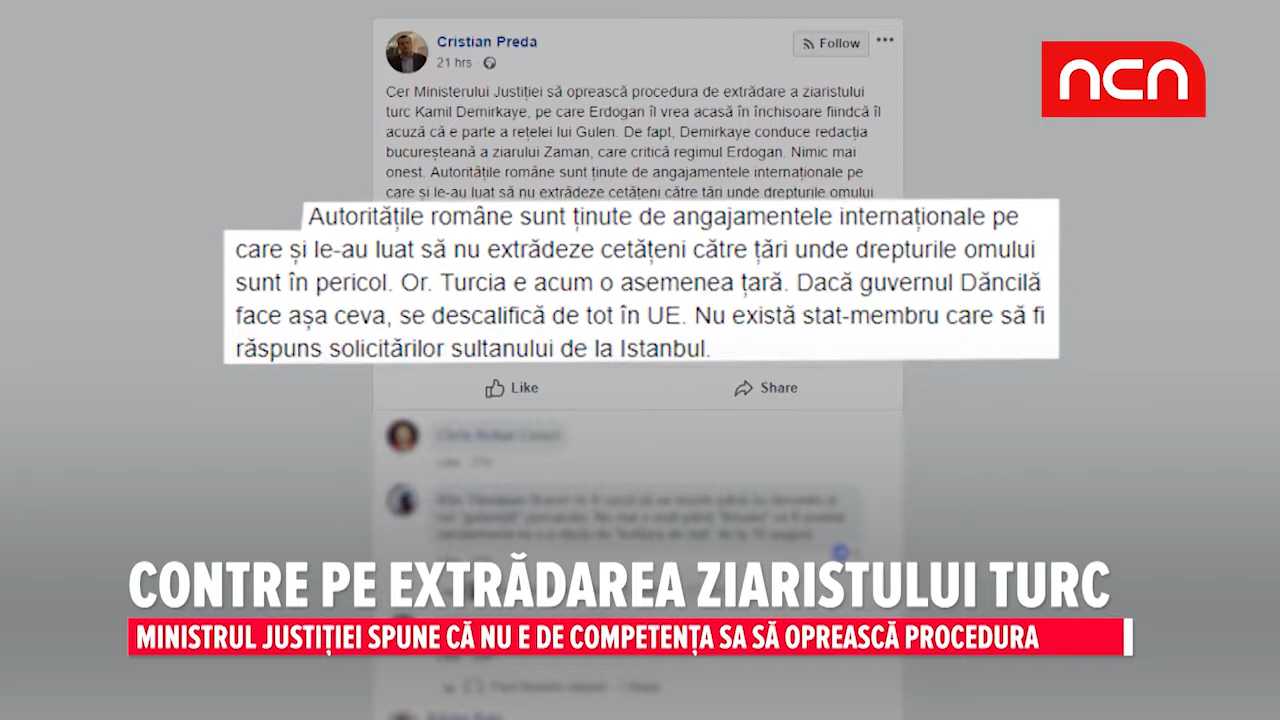 Cristian Preda
Follow
21 hrs
ncn
Cer Ministerului Justiției să oprească procedura de extrădare a ziaristului
turc Kamil Demirkaye, pe care Erdogan îl vrea acasă în închisoare fiindcă îl
acuză că e parte a rețelei lui Gulen. De fapt, Demirkaye conduce redacția
bucureșteană a ziarului Zaman, care critică regimul Erdogan. Nimic mai
onest. Autoritățile române sunt ținute de angajamentele internaționale pe
care și le-au luat să nu extrădeze cetățeni către țări unde drepturile omului
Autoritățile române sunt ținute de angajamentele internaționale pe
care și le-au luat să nu extrădeze cetățeni către țări unde drepturile omului
sunt în pericol. Or. Turcia e acum o asemenea țară. Dacă guvernul Dăncilă
face așa ceva, se descalifică de tot în UE. Nu există stat-membru care să fi
răspuns solicitărilor sultanului de la Istanbul.
Like
Share
CONTRE PE EXTRĂDAREA ZIARISTULUI TURC
MINISTRUL JUSTIȚIEI SPUNE CĂ NU E DE COMPETENȚA SA SĂ OPREASCĂ PROCEDURA